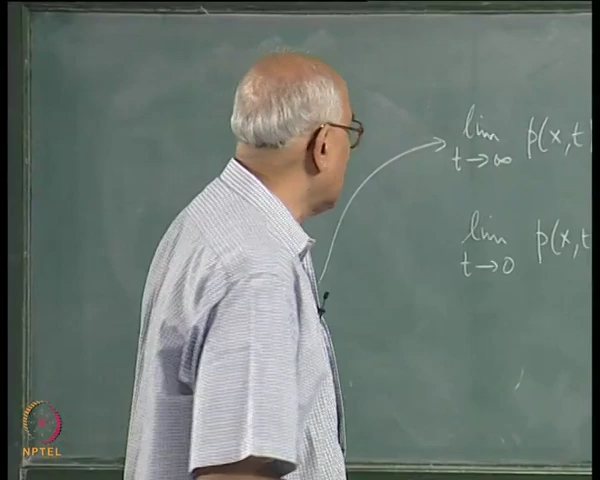 lim p(x,t)
t→∞
lim p(x,t
t→0
NPTEL